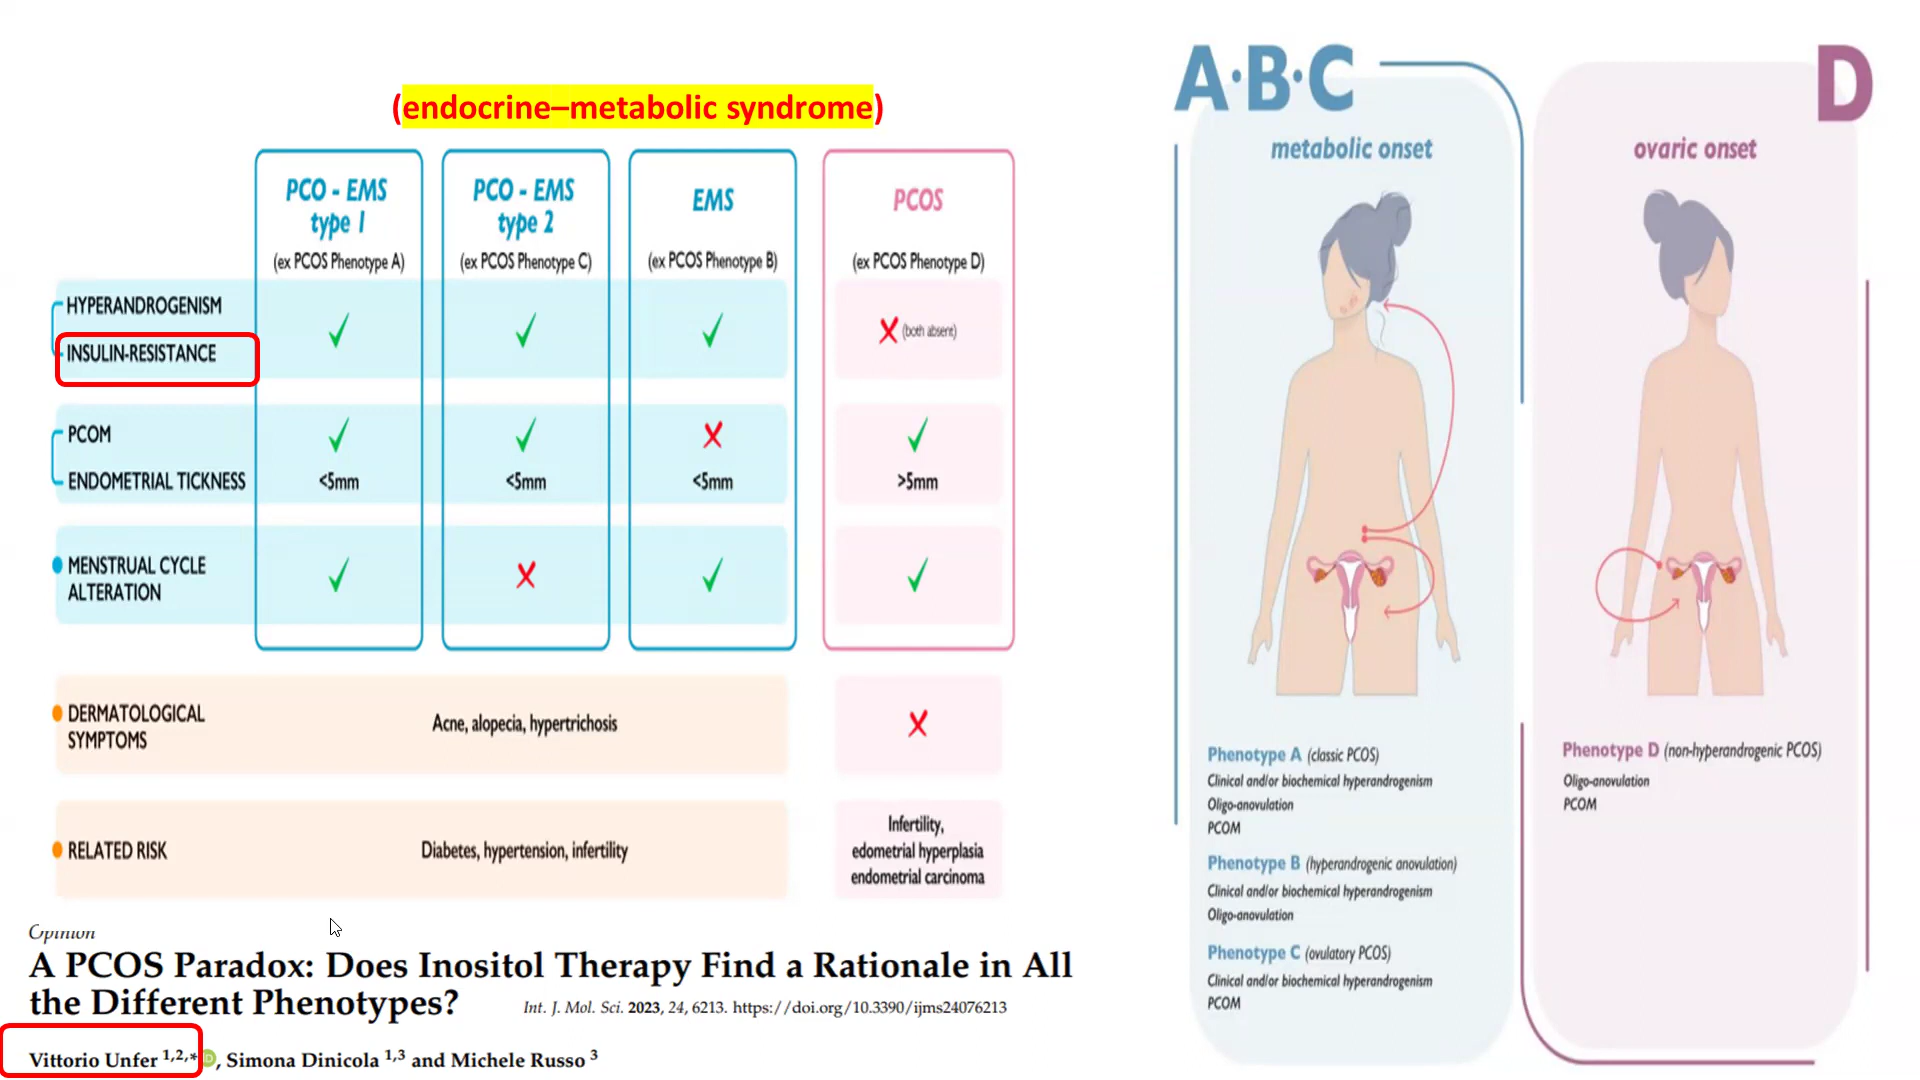 (endocrine–metabolic syndrome)
PCO - EMS
type 1
(ex PCOS Phenotype A)
PCO - EMS
type 2
(ex PCOS Phenotype C)
EMS
(ex PCOS Phenotype B)
PCOS
(ex PCOS Phenotype D)
HYPERANDROGENISM
INSULIN-RESISTANCE
(both absent)
PCOM
ENDOMETRIAL TICKNESS
<5mm
<5mm
<5mm
>5mm
MENSTRUAL CYCLE
ALTERATION
DERMATOLOGICAL
SYMPTOMS
Acne, alopecia, hypertrichosis
RELATED RISK
Diabetes, hypertension, infertility
Infertility,
edometrial hyperplasia
endometrial carcinoma
Opinion
A PCOS Paradox: Does Inositol Therapy Find a Rationale in All
the Different Phenotypes?
Int. J. Mol. Sci. 2023, 24, 6213. https://doi.org/10.3390/ijms24076213
Vittorio Unfer 1,2,* iD, Simona Dinicola 1,3 and Michele Russo 3
A·B·C
metabolic onset
Phenotype A (classic PCOS)
Clinical and/or biochemical hyperandrogenism
Oligo-anovulation
PCOM
Phenotype B (hyperandrogenic anovulation)
Clinical and/or biochemical hyperandrogenism
Oligo-anovulation
Phenotype C (ovulatory PCOS)
Clinical and/or biochemical hyperandrogenism
PCOM
D
ovaric onset
Phenotype D (non-hyperandrogenic PCOS)
Oligo-anovulation
PCOM